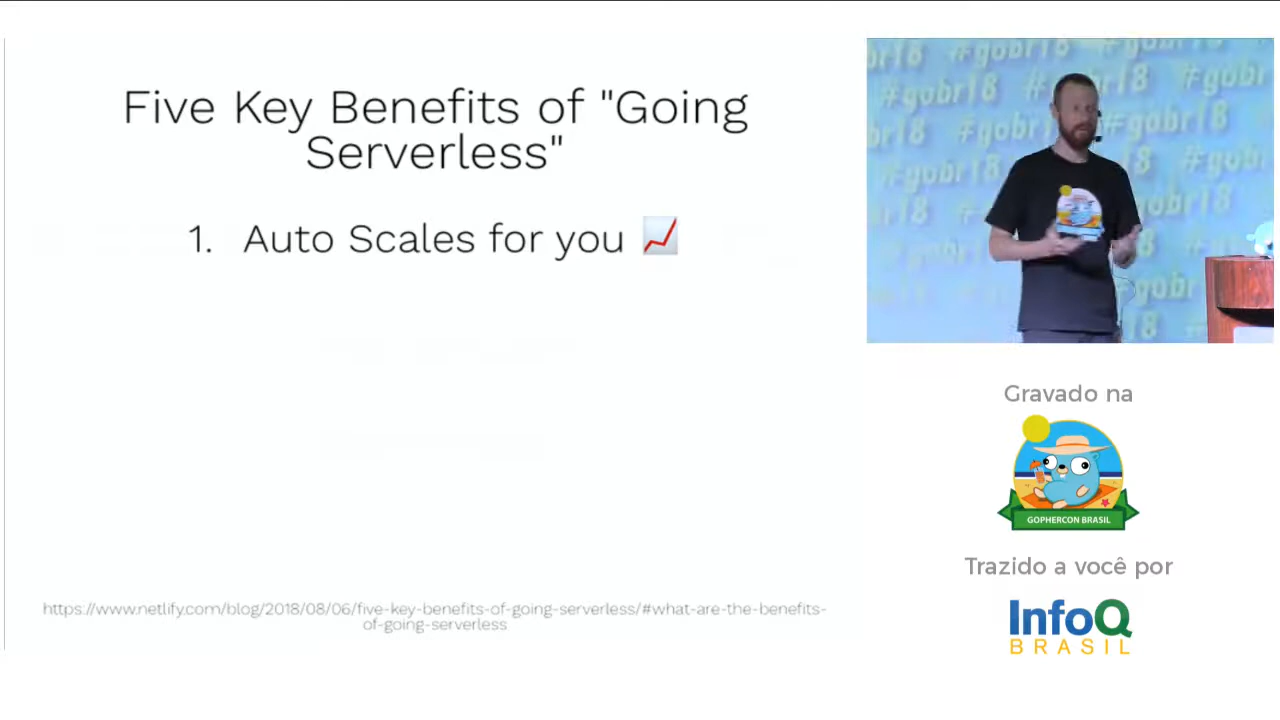 Five Key Benefits of "Going
Serverless"
1. Auto Scales for you
https://www.netlify.com/blog/2018/08/06/five-key-benefits-of-going-serverless/#what-are-the-benefits-
of-going-serverless
#gobr18
Gravado na
GOPHERCON BRASIL
Trazido a você por
InfoQ
BRASIL